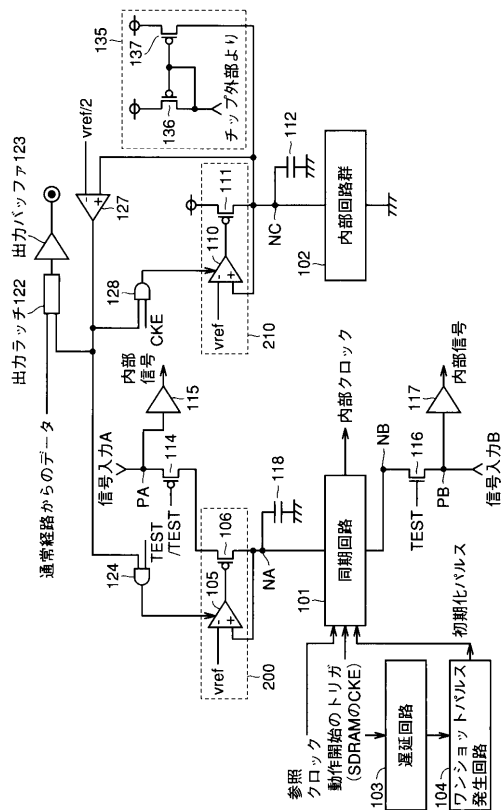 通常経路からのデータ
出力ラッチ122
出力バッファ123
vref/2
127
135
136
137
チップ外部より
128
CKE
110
111
vref
210
NC
112
102
内部回路群
124
TEST
/TEST
信号入力A
PA
114
内部
信号
115
105
106
vref
200
NA
118
参照
クロック
動作開始のトリガ
(SDRAMのCKE)
101
同期回路
内部クロック
NB
TEST
116
PB
117
内部信号
信号入力B
103
遅延回路
104
ワンショットパルス
発生回路
初期化パルス